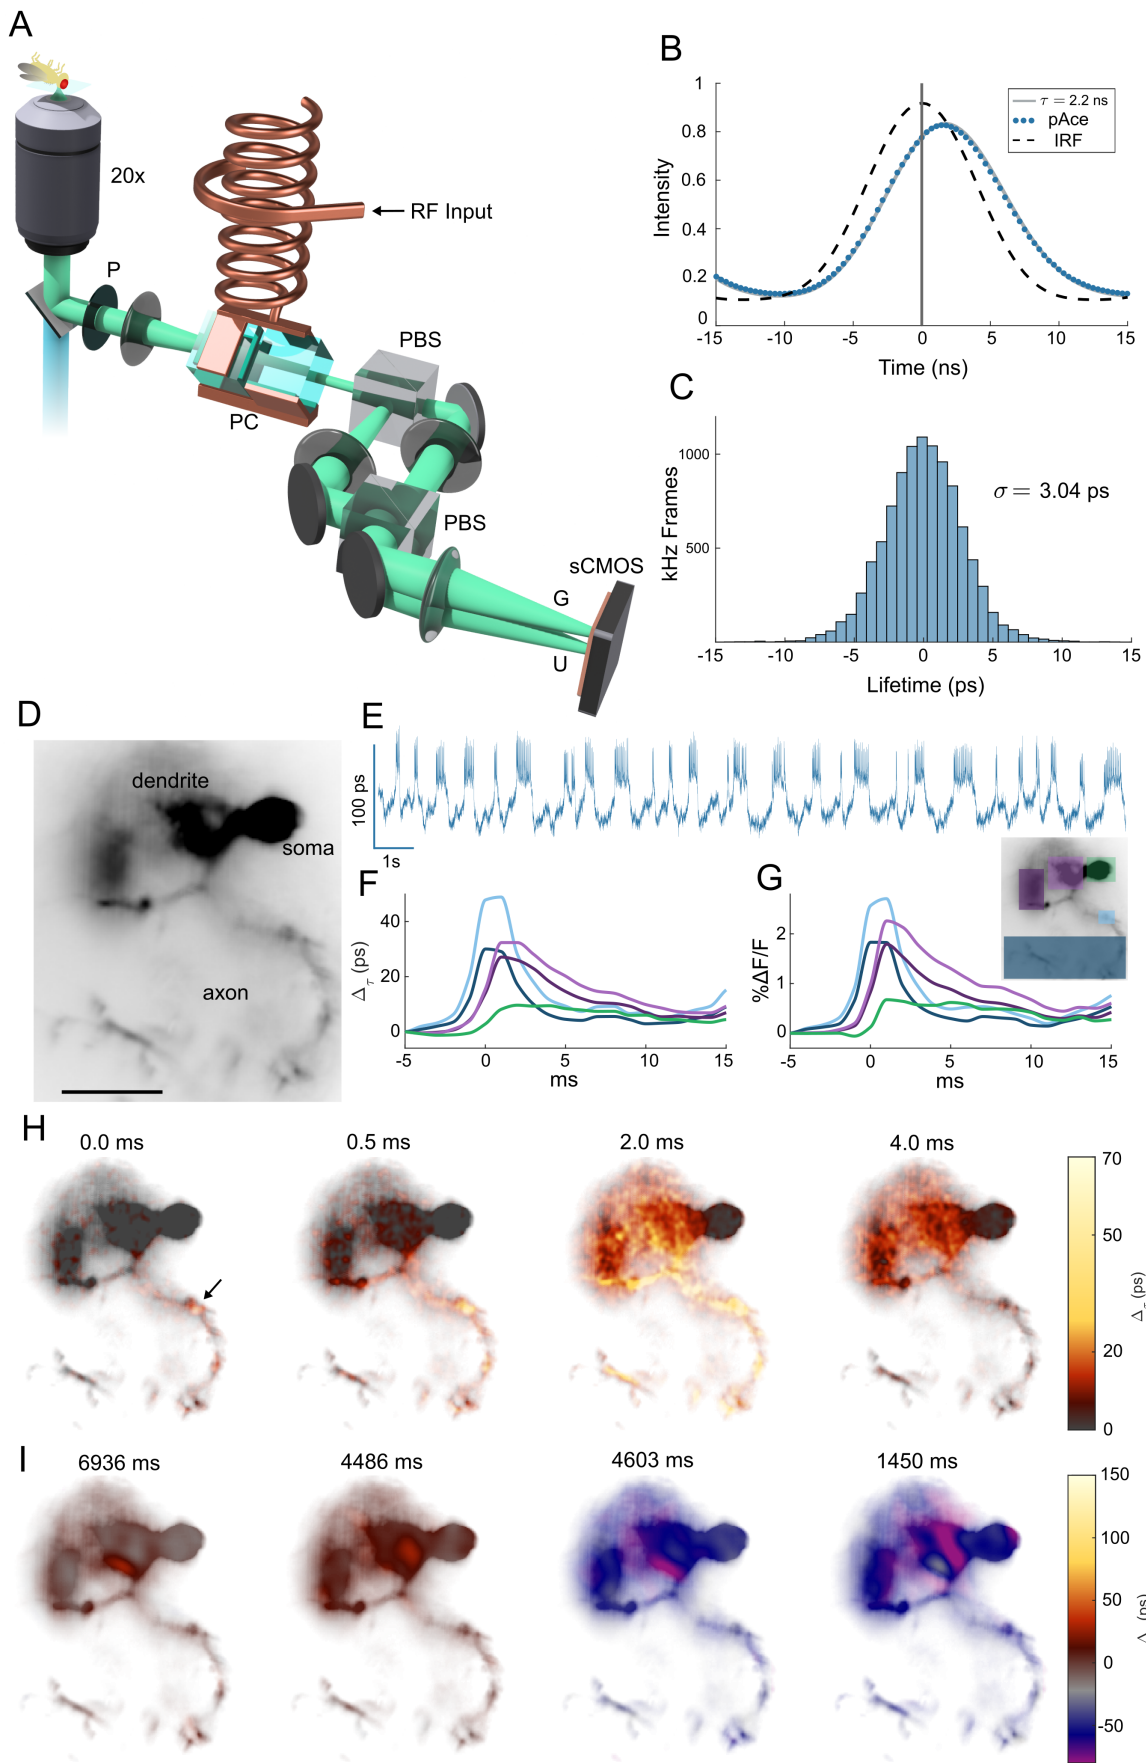 A
20x
P
RF Input
PC
PBS
PBS
sCMOS
G
U
B
Intensity
1
0.8
0.6
0.4
0.2
0
-15
-10
-5
0
5
10
15
Time (ns)
τ = 2.2 ns
pAce
IRF
C
kHz Frames
1000
500
σ = 3.04 ps
-15
-10
-5
0
5
10
15
Lifetime (ps)
D
dendrite
soma
axon
E
100 ps
1s
F
Δτ (ps)
40
20
0
-5
0
5
10
15
ms
G
%ΔF/F
2
1
0
-5
0
5
10
15
ms
H
0.0 ms
0.5 ms
2.0 ms
4.0 ms
70
50
20
0
Δτ (ps)
I
6936 ms
4486 ms
4603 ms
1450 ms
150
100
50
0
-50
(ps)